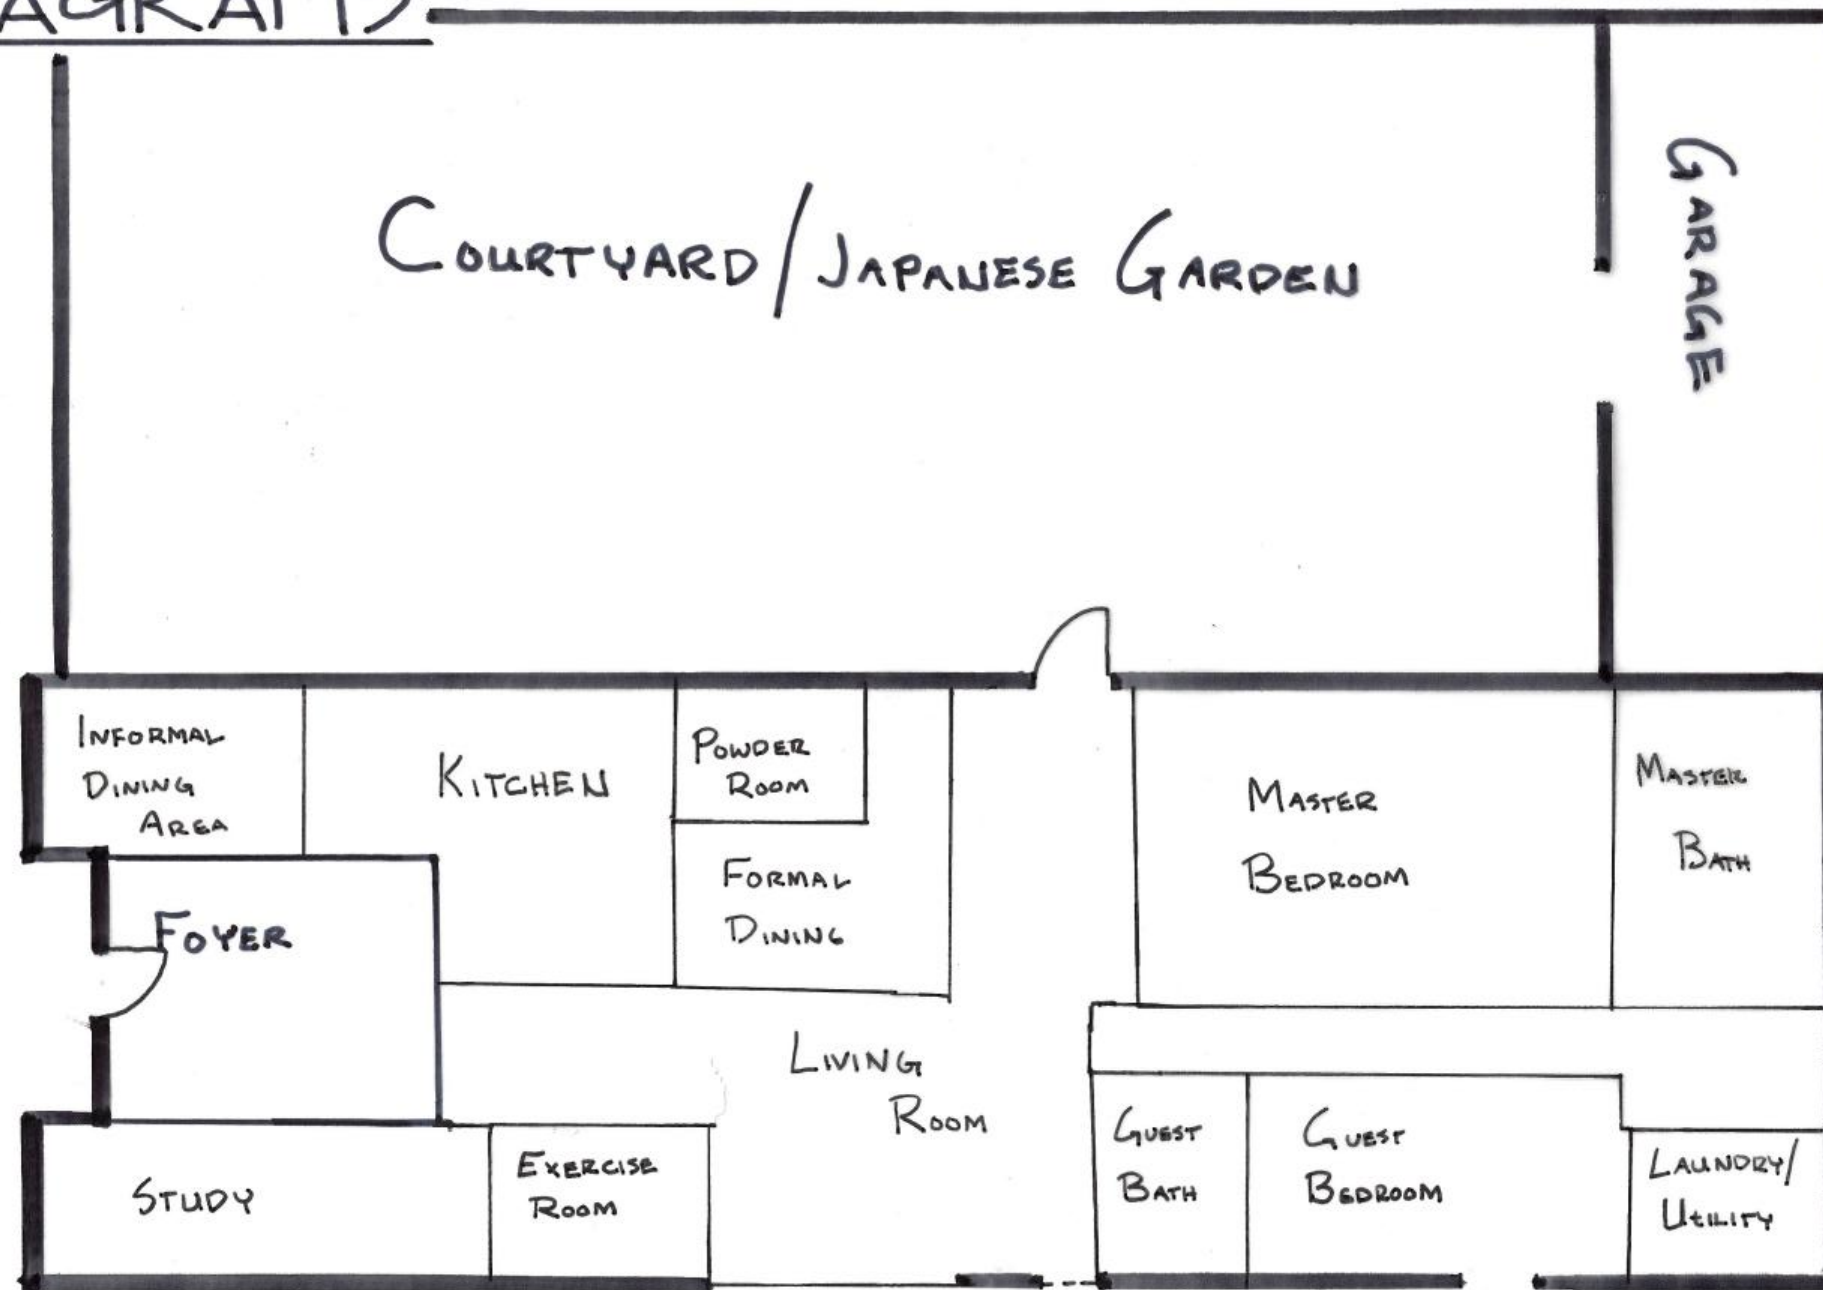 AGRAMS
COURTYARD/JAPANESE GARDEN
GARAGE
INFORMAL
DINING
AREA
KITCHEN
POWDER
ROOM
FORMAL
DINING
MASTER
BEDROOM
MASTER
BATH
FOYER
LIVING
ROOM
STUDY
EXERCISE
ROOM
GUEST
BATH
GUEST
BEDROOM
LAUNDRY/
UTILITY